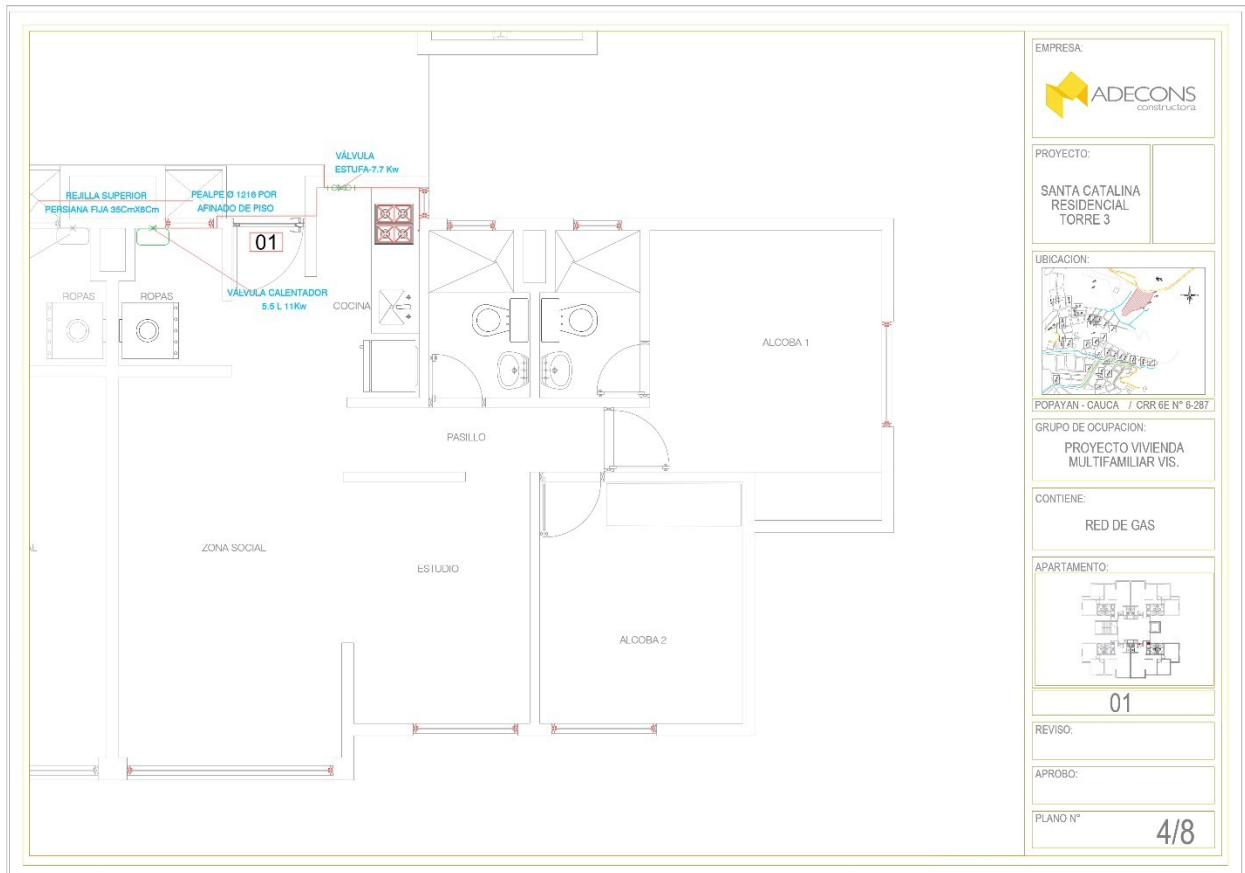 VÁLVULA
ESTUFA-7.7 Kw
REJILLA SUPERIOR
PERSIANA FIJA 35CmX8Cm
PEALPE Ø 1216 POR
AFINADO DE PISO
01
VÁLVULA CALENTADOR
5.5 L 11Kw
ROPAS
ROPAS
COCINA
ALCOBA 1
PASILLO
ZONA SOCIAL
ESTUDIO
ALCOBA 2
EMPRESA:
ADECONS
constructora
PROYECTO:
SANTA CATALINA
RESIDENCIAL
TORRE 3
UBICACION:
POPAYAN - CAUCA / CRR 6E N° 6-287
GRUPO DE OCUPACION:
PROYECTO VIVIENDA
MULTIFAMILIAR VIS.
CONTIENE:
RED DE GAS
APARTAMENTO:
01
REVISO:
APROBO:
PLANO N°
4/8